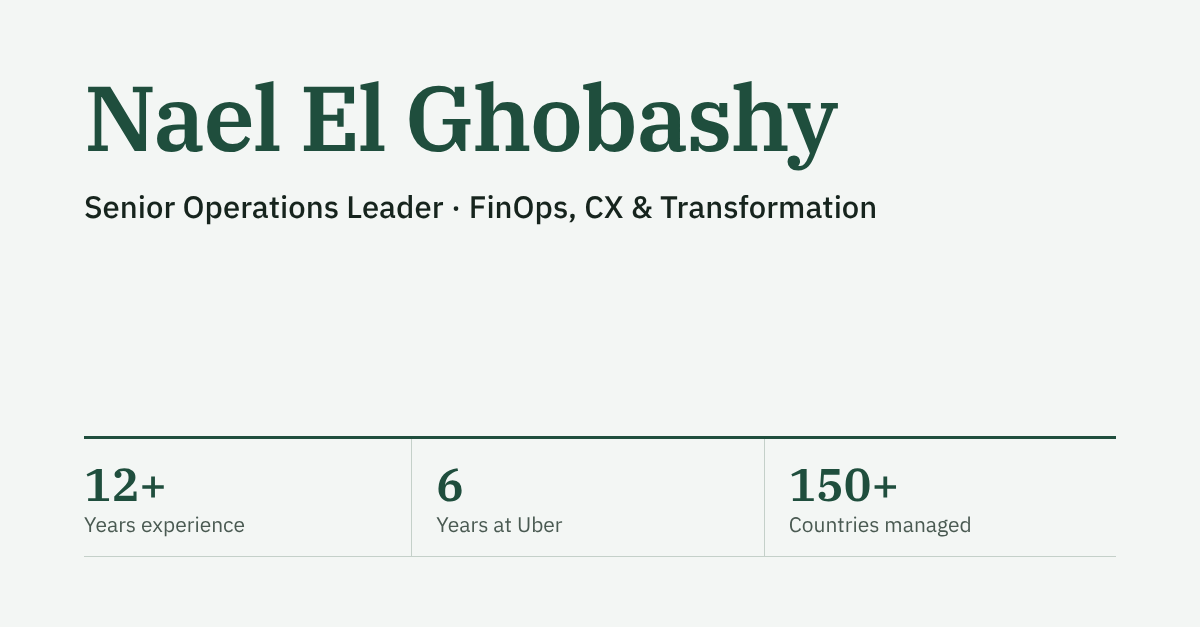 Nael El Ghobashy
Senior Operations Leader · FinOps, CX & Transformation
12+
Years experience
6
Years at Uber
150+
Countries managed